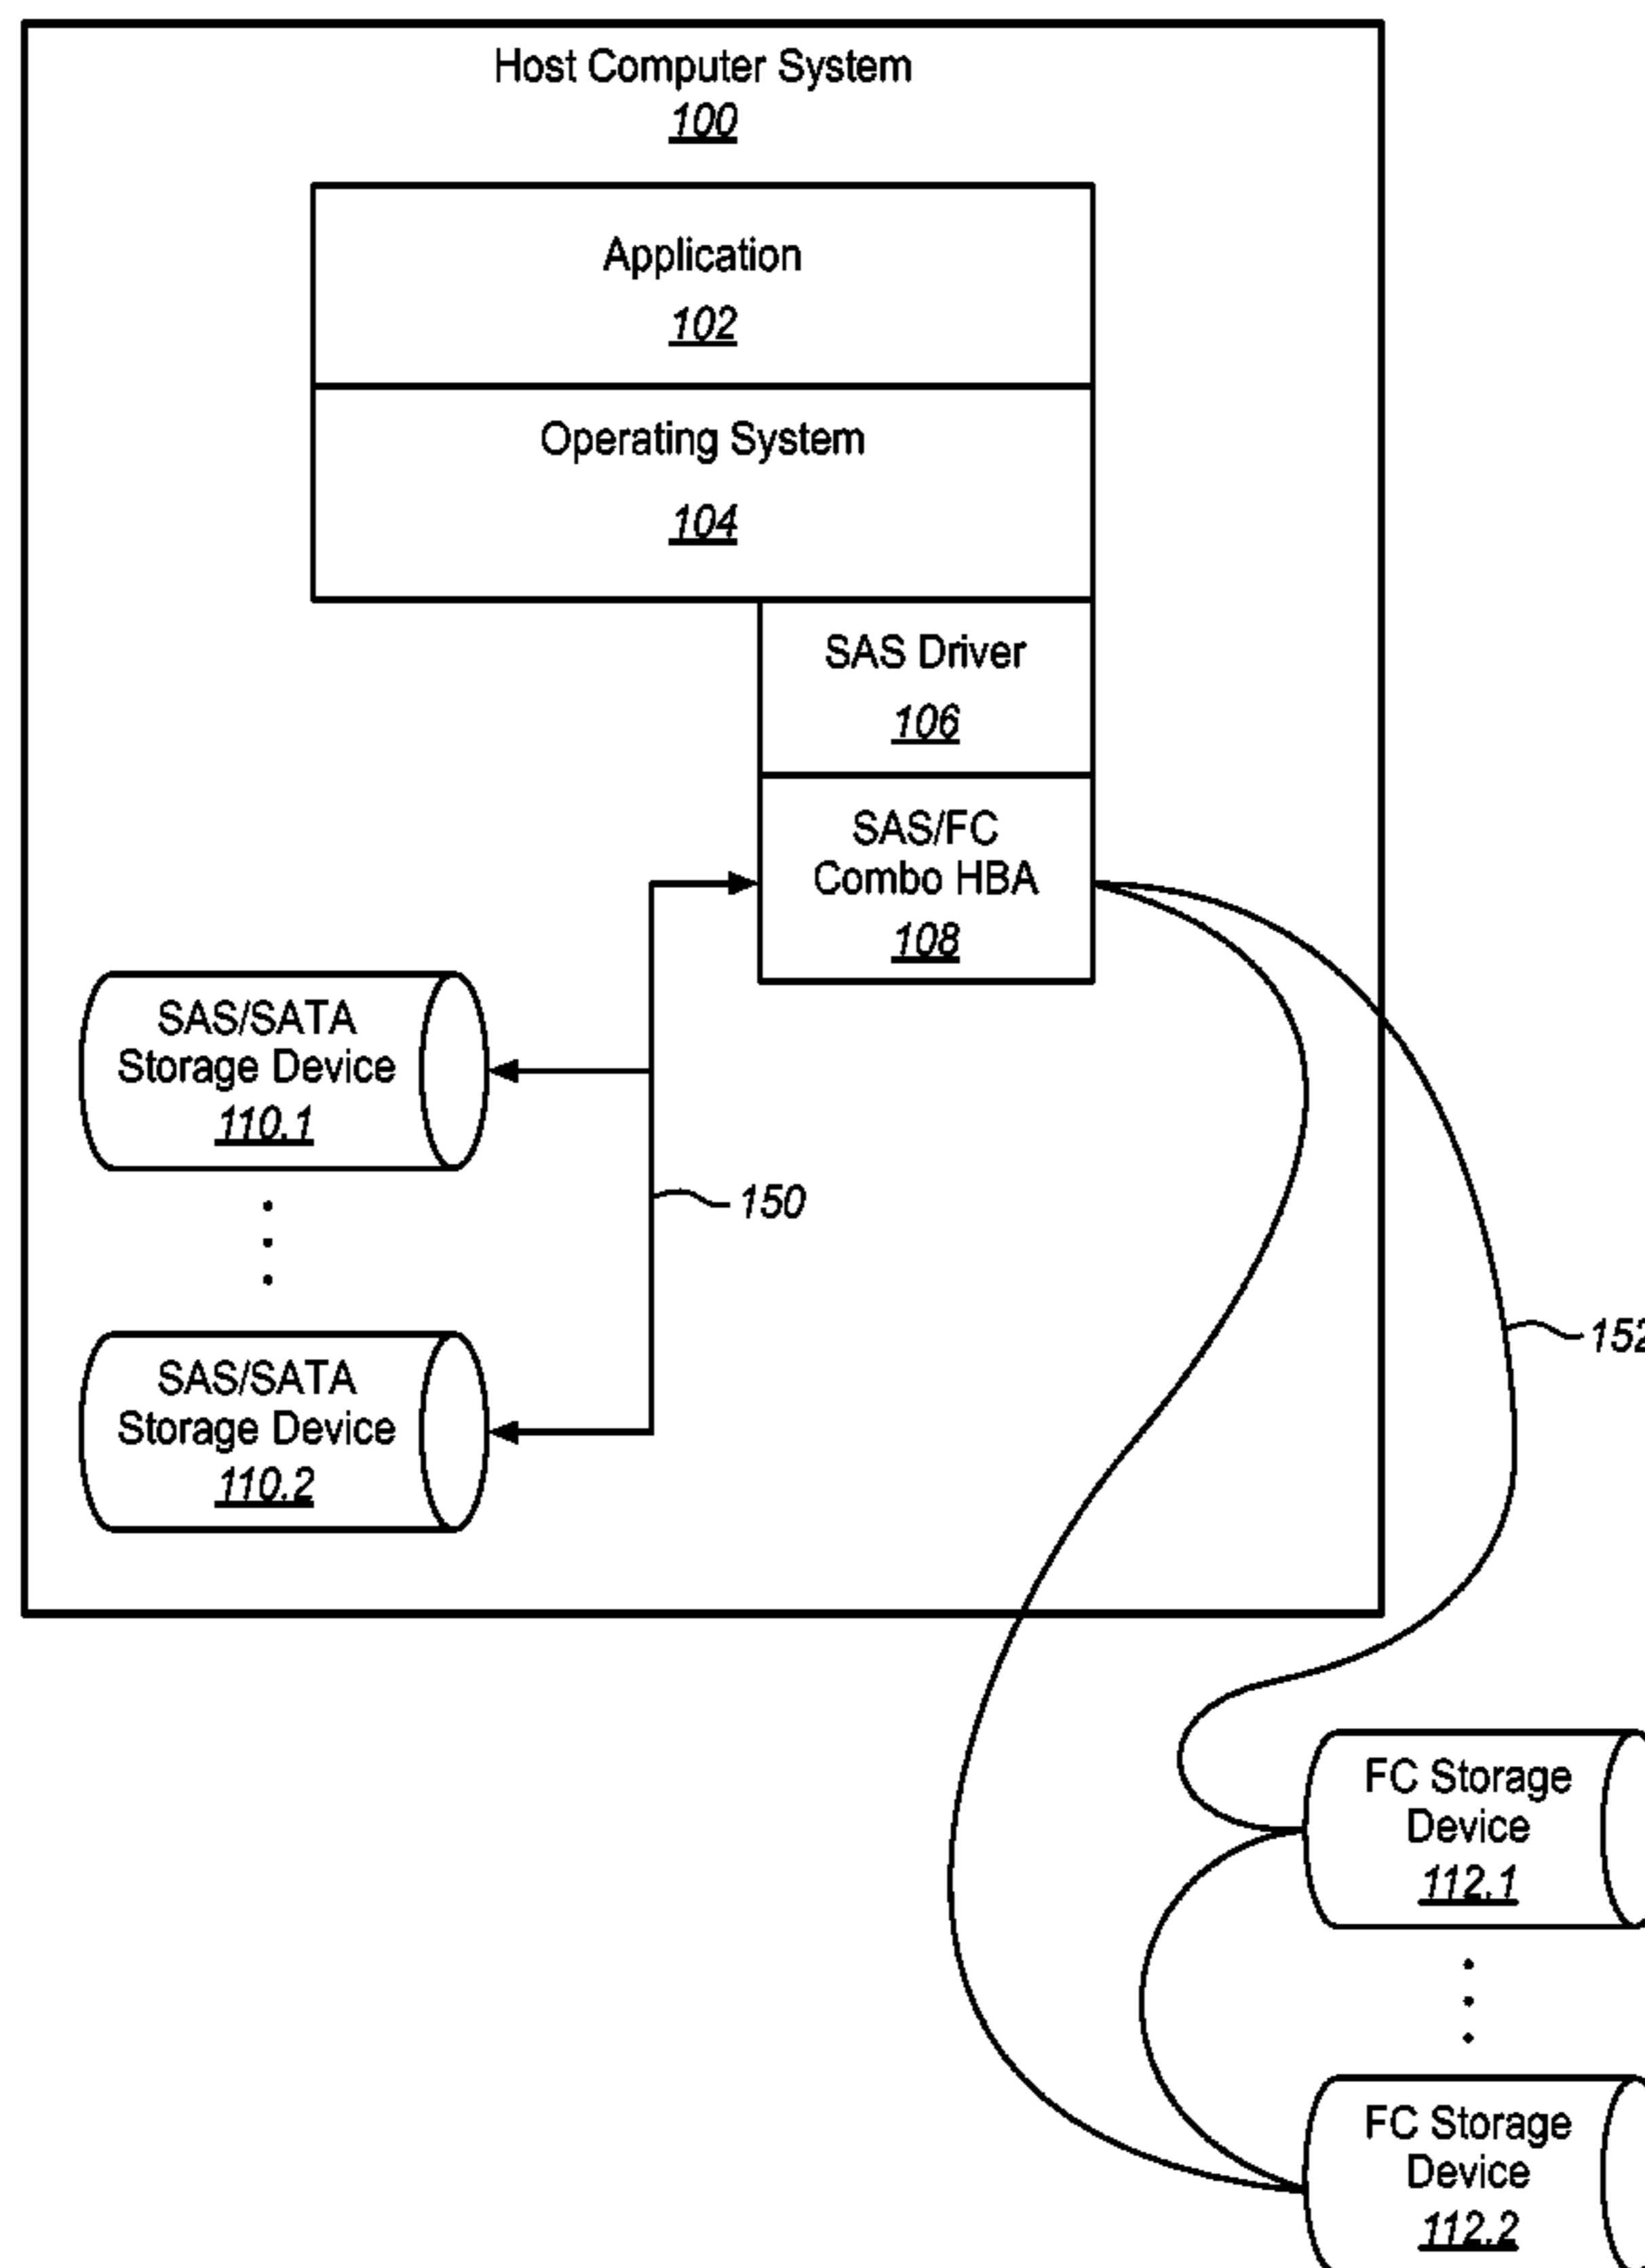 Host Computer System
100
Application
102
Operating System
104
SAS Driver
106
SAS/FC
Combo HBA
108
SAS/SATA
Storage Device
110.1
150
SAS/SATA
Storage Device
110.2
152
FC Storage
Device
112.1
FC Storage
Device
112.2